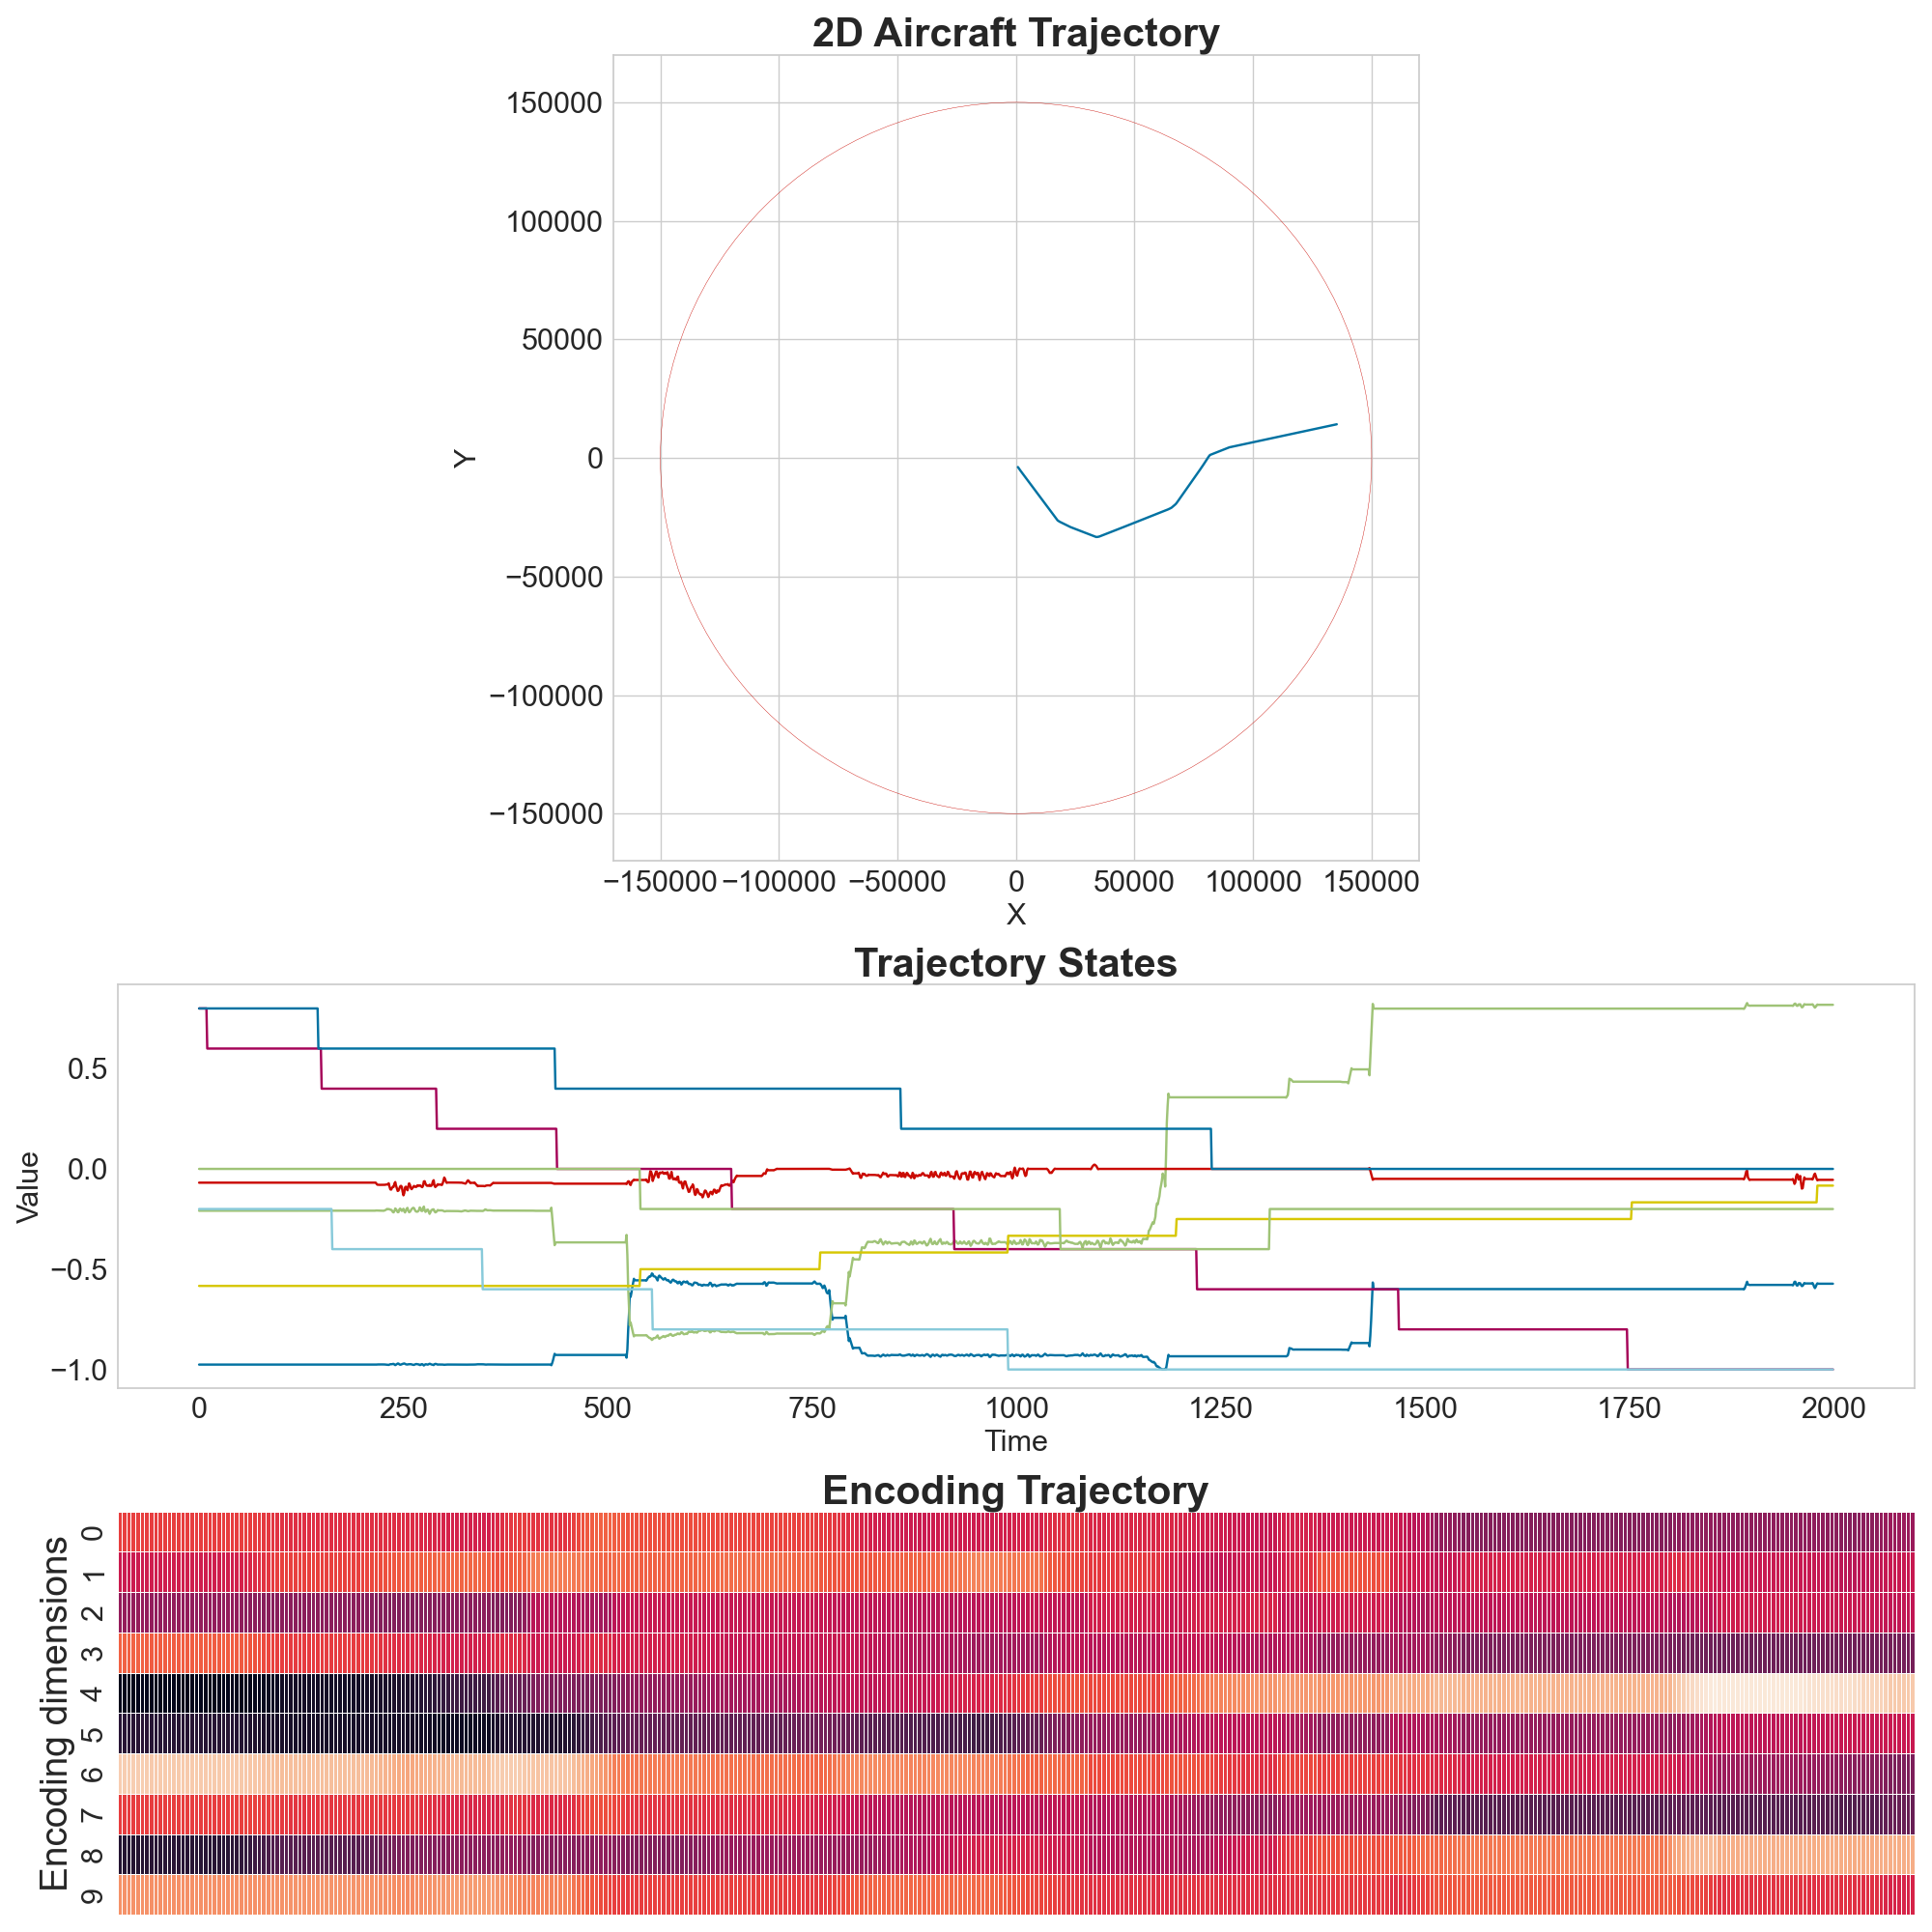 2D Aircraft Trajectory
150000
100000
50000
0
−50000
−100000
−150000
Y
−150000 −100000 −50000 0 50000 100000 150000
X
Trajectory States
0.5
0.0
−0.5
−1.0
Value
0 250 500 750 1000 1250 1500 1750 2000
Time
Encoding Trajectory
0
1
2
3
4
5
6
7
8
9
Encoding dimensions